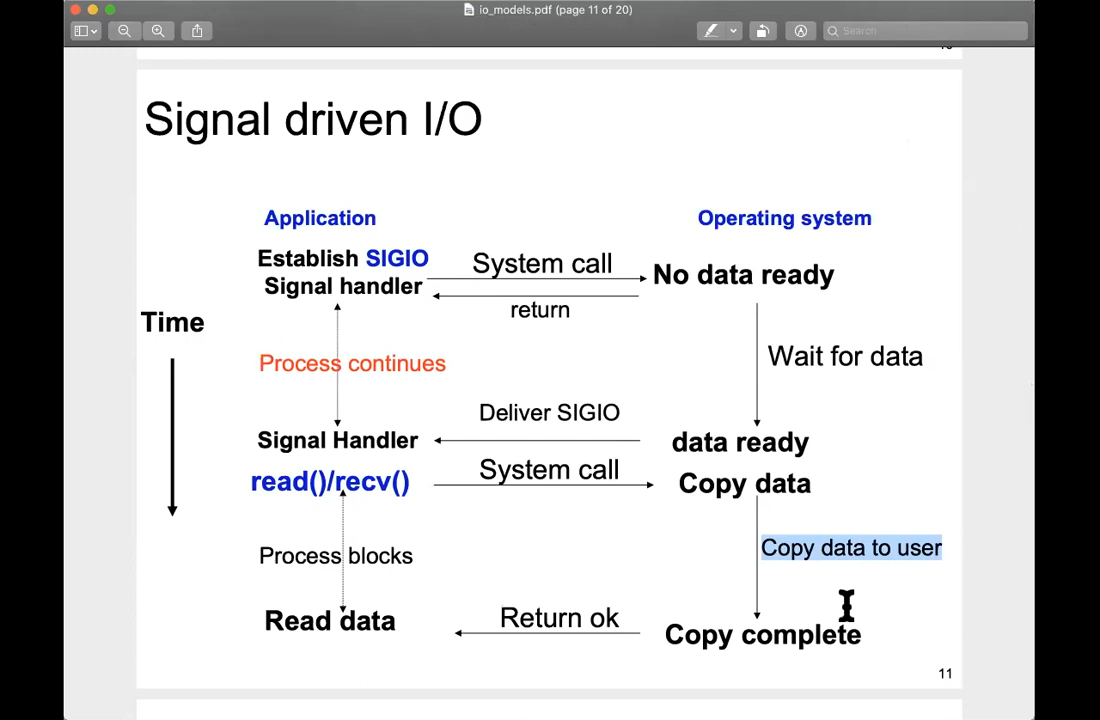 io_models.pdf (page 11 of 20)
Search
Signal driven I/O
Application
Operating system
Establish SIGIO
Signal handler
System call
No data ready
return
Time
Wait for data
Process continues
Deliver SIGIO
Signal Handler
data ready
System call
read()/recv()
Copy data
Copy data to user
Process blocks
Return ok
Read data
Copy complete
11